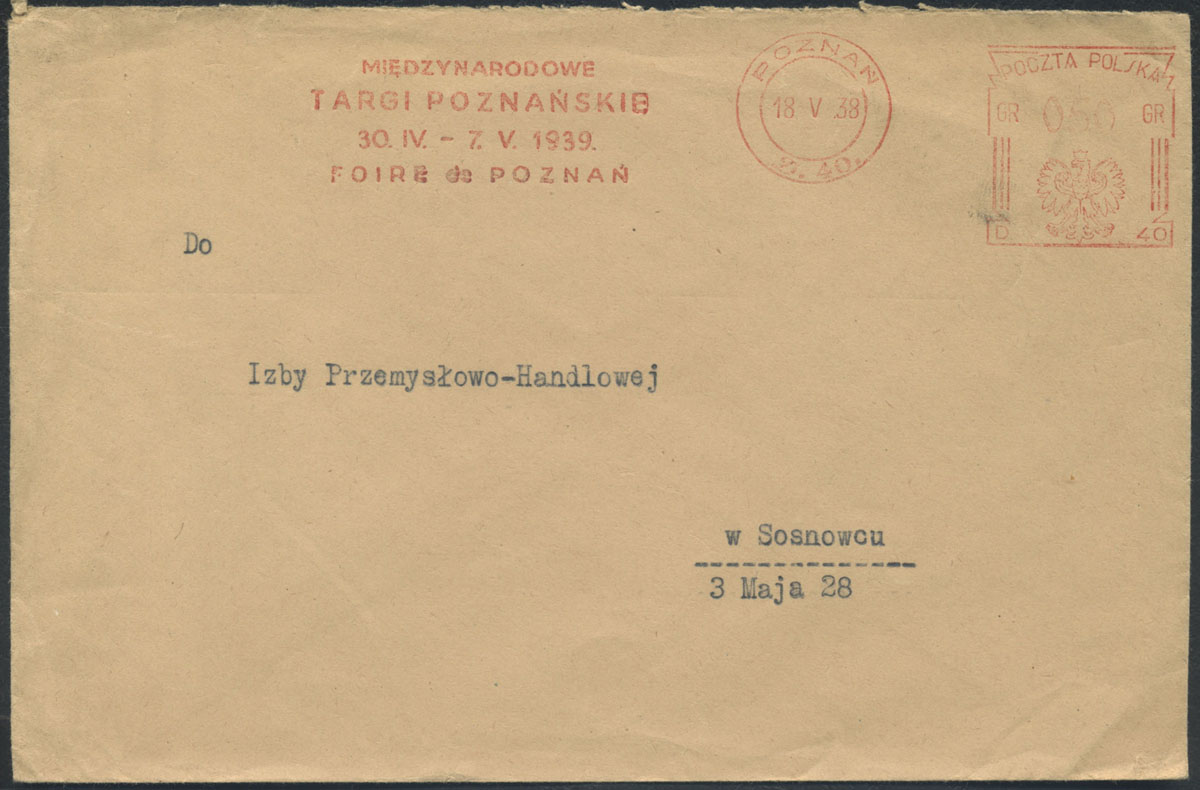 MIĘDZYNARODOWE
TARGI POZNAŃSKIE
30. IV. - 7. V. 1939.
FOIRE de POZNAŃ
POZNAŃ
18 V 38
S. 40.
POCZTA POLSKA
GR GR
D 40
Do
Izby Przemysłowo-Handlowej
w Sosnowcu
3 Maja 28